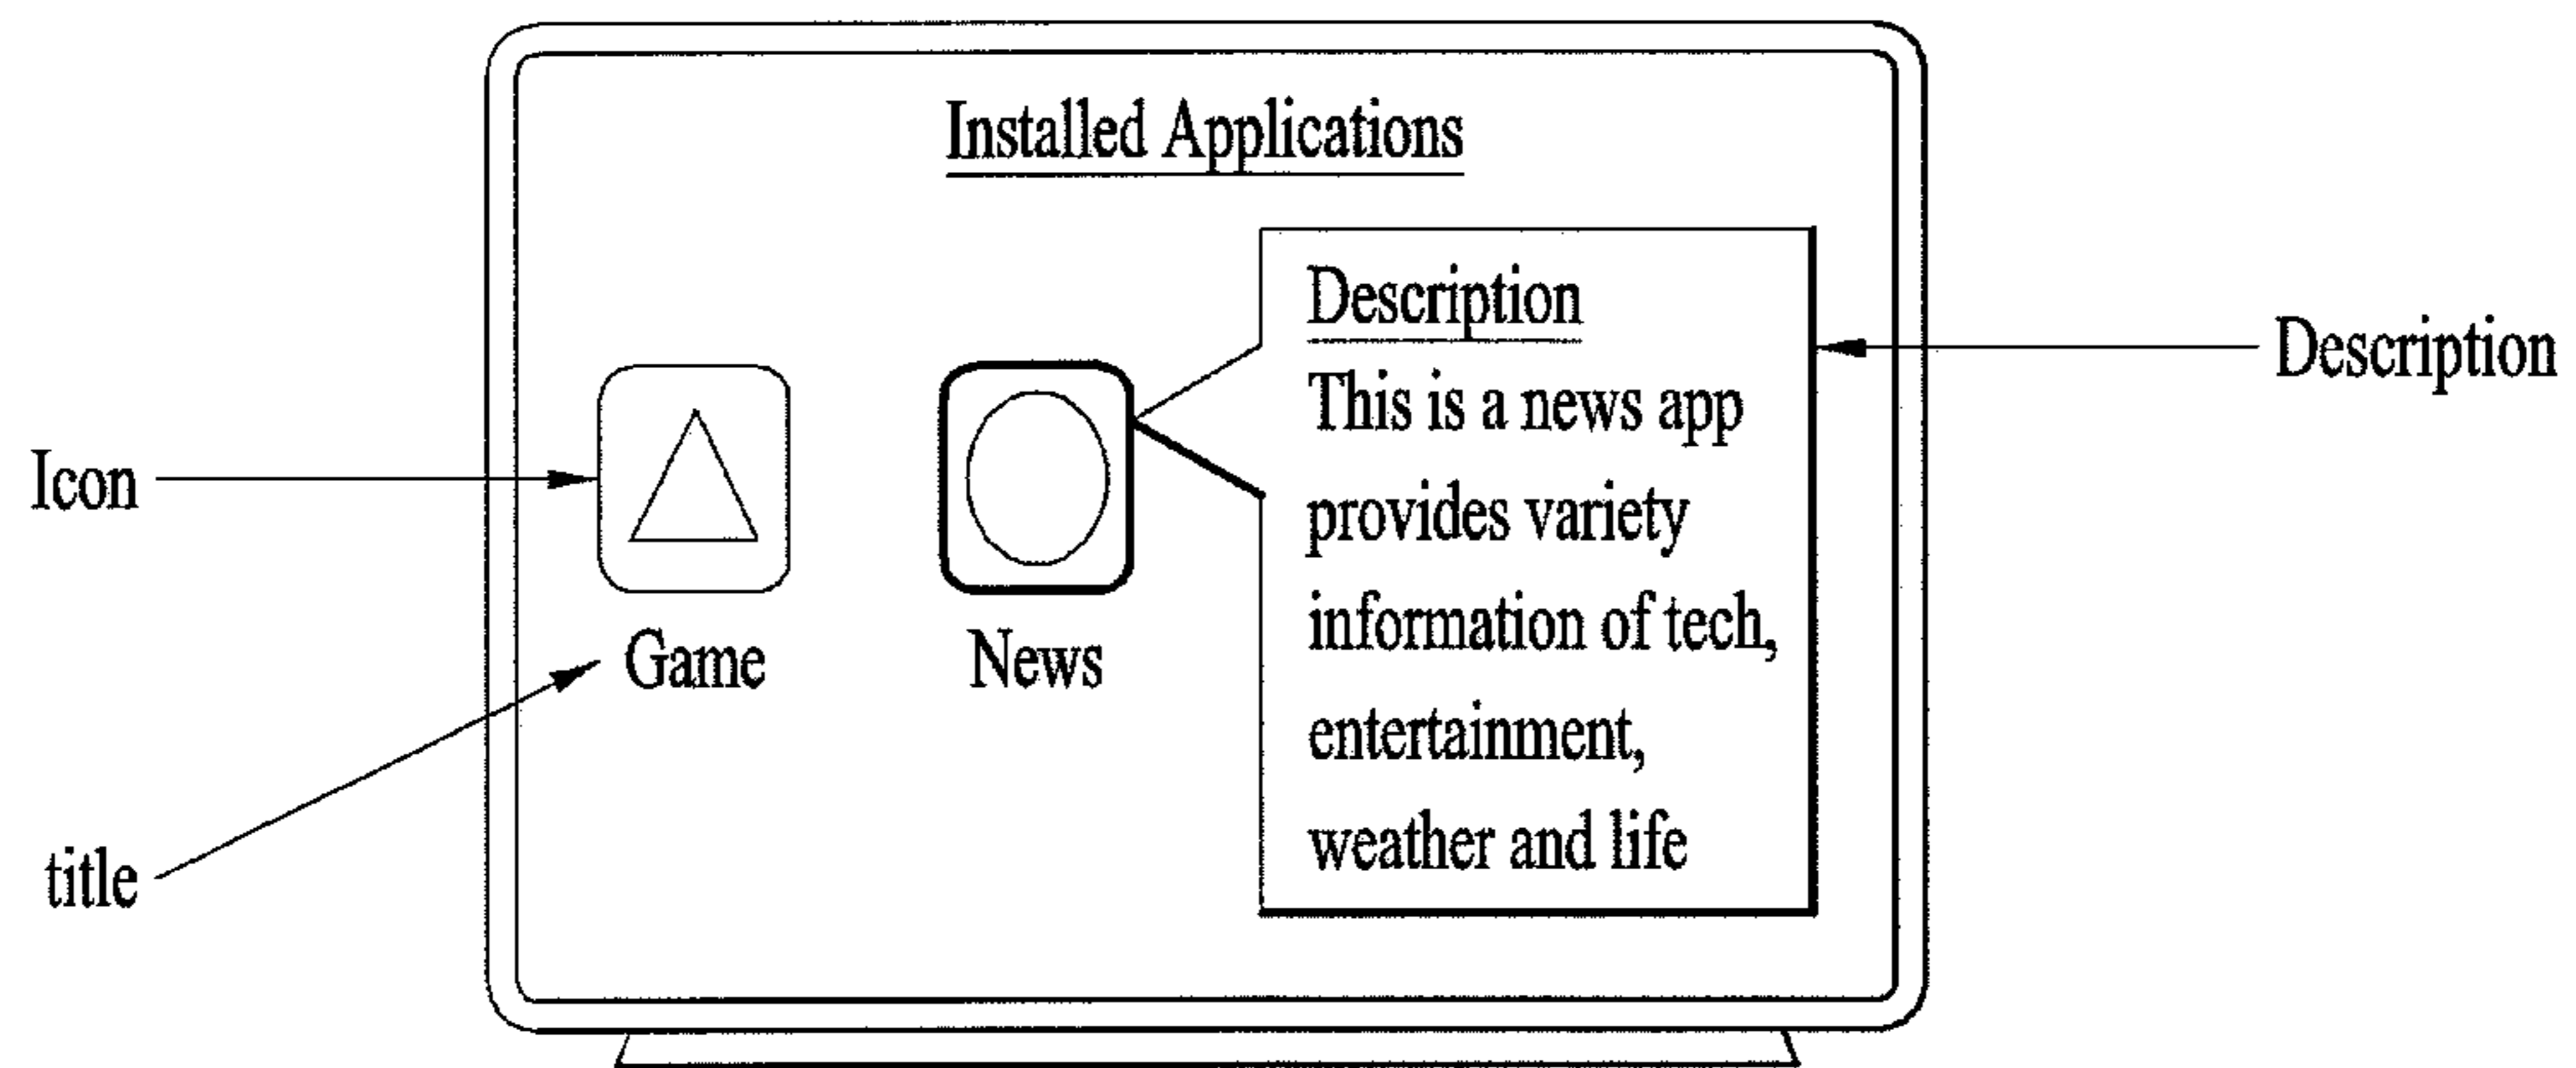 Installed Applications
Description
This is a news app
provides variety
information of tech,
entertainment,
weather and life
Description
Icon
Game
News
title